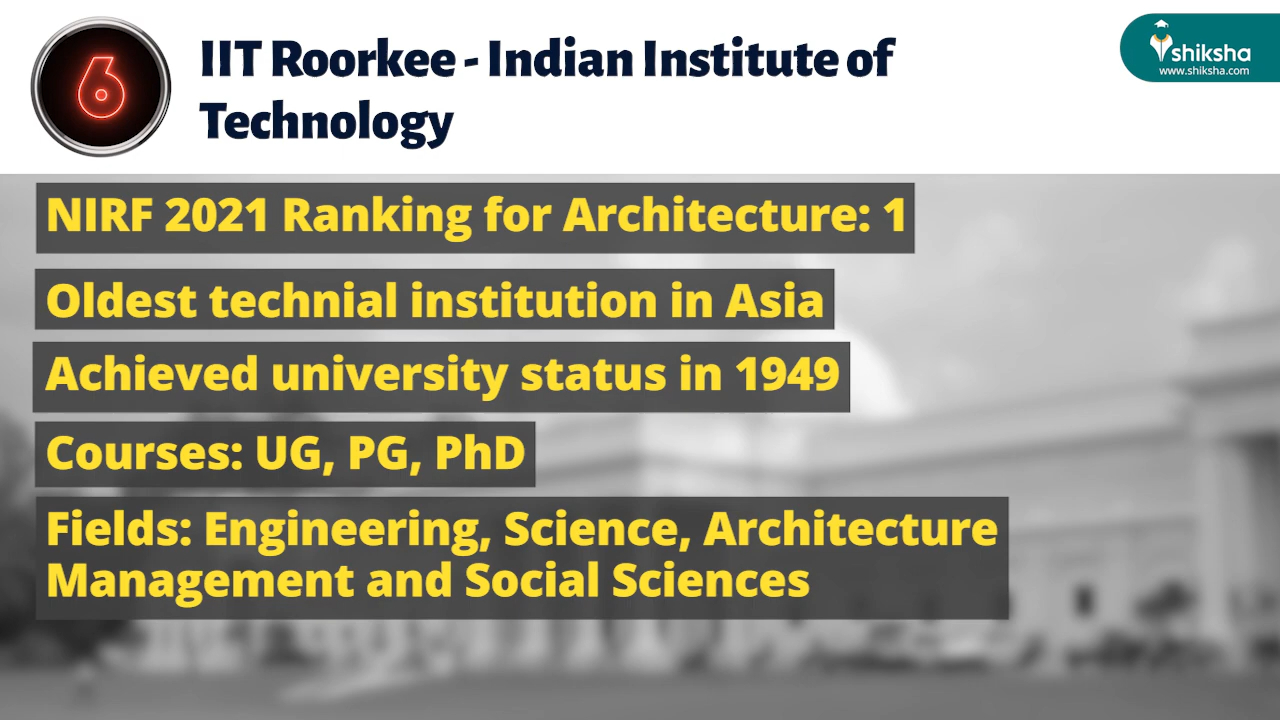 6
IIT Roorkee - Indian Institute of
Technology
shiksha
www.shiksha.com
NIRF 2021 Ranking for Architecture: 1
Oldest technial institution in Asia
Achieved university status in 1949
Courses: UG, PG, PhD
Fields: Engineering, Science, Architecture
Management and Social Sciences